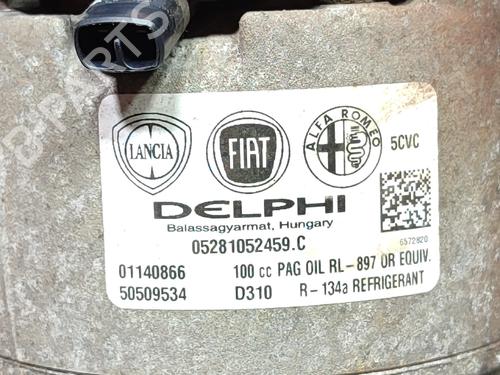 LANCIA
FIAT
ALFA ROMEO
5CVC
DELPHI
Balassagyarmat, Hungary
05281052459.C
6572820
01140866 100 cc PAG OIL RL-897 OR EQUIV.
50509534 D310 R-134a REFRIGERANT